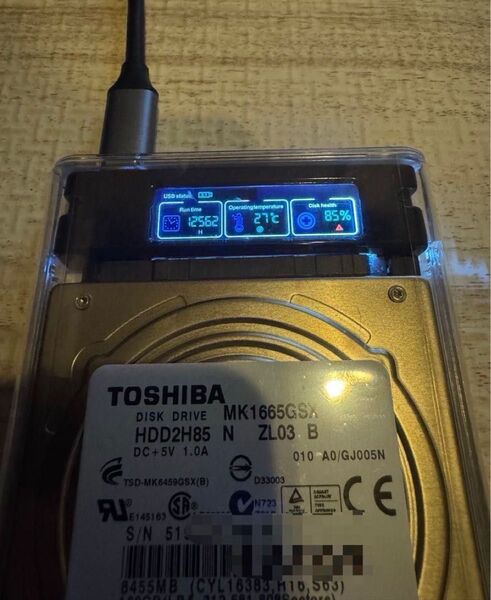 USB status
Run time
12562
H
Operating temperature
27℃
Disk health
85%
TOSHIBA
DISK DRIVE MK1665GSX
HDD2H85 N ZL03 B
DC+5V 1.0A
010 A0/GJ005N
TSD-MK6459GSX(B)
D33003
E145163
N723
S/N 51
8455MB (CYL16383,H16,S63)